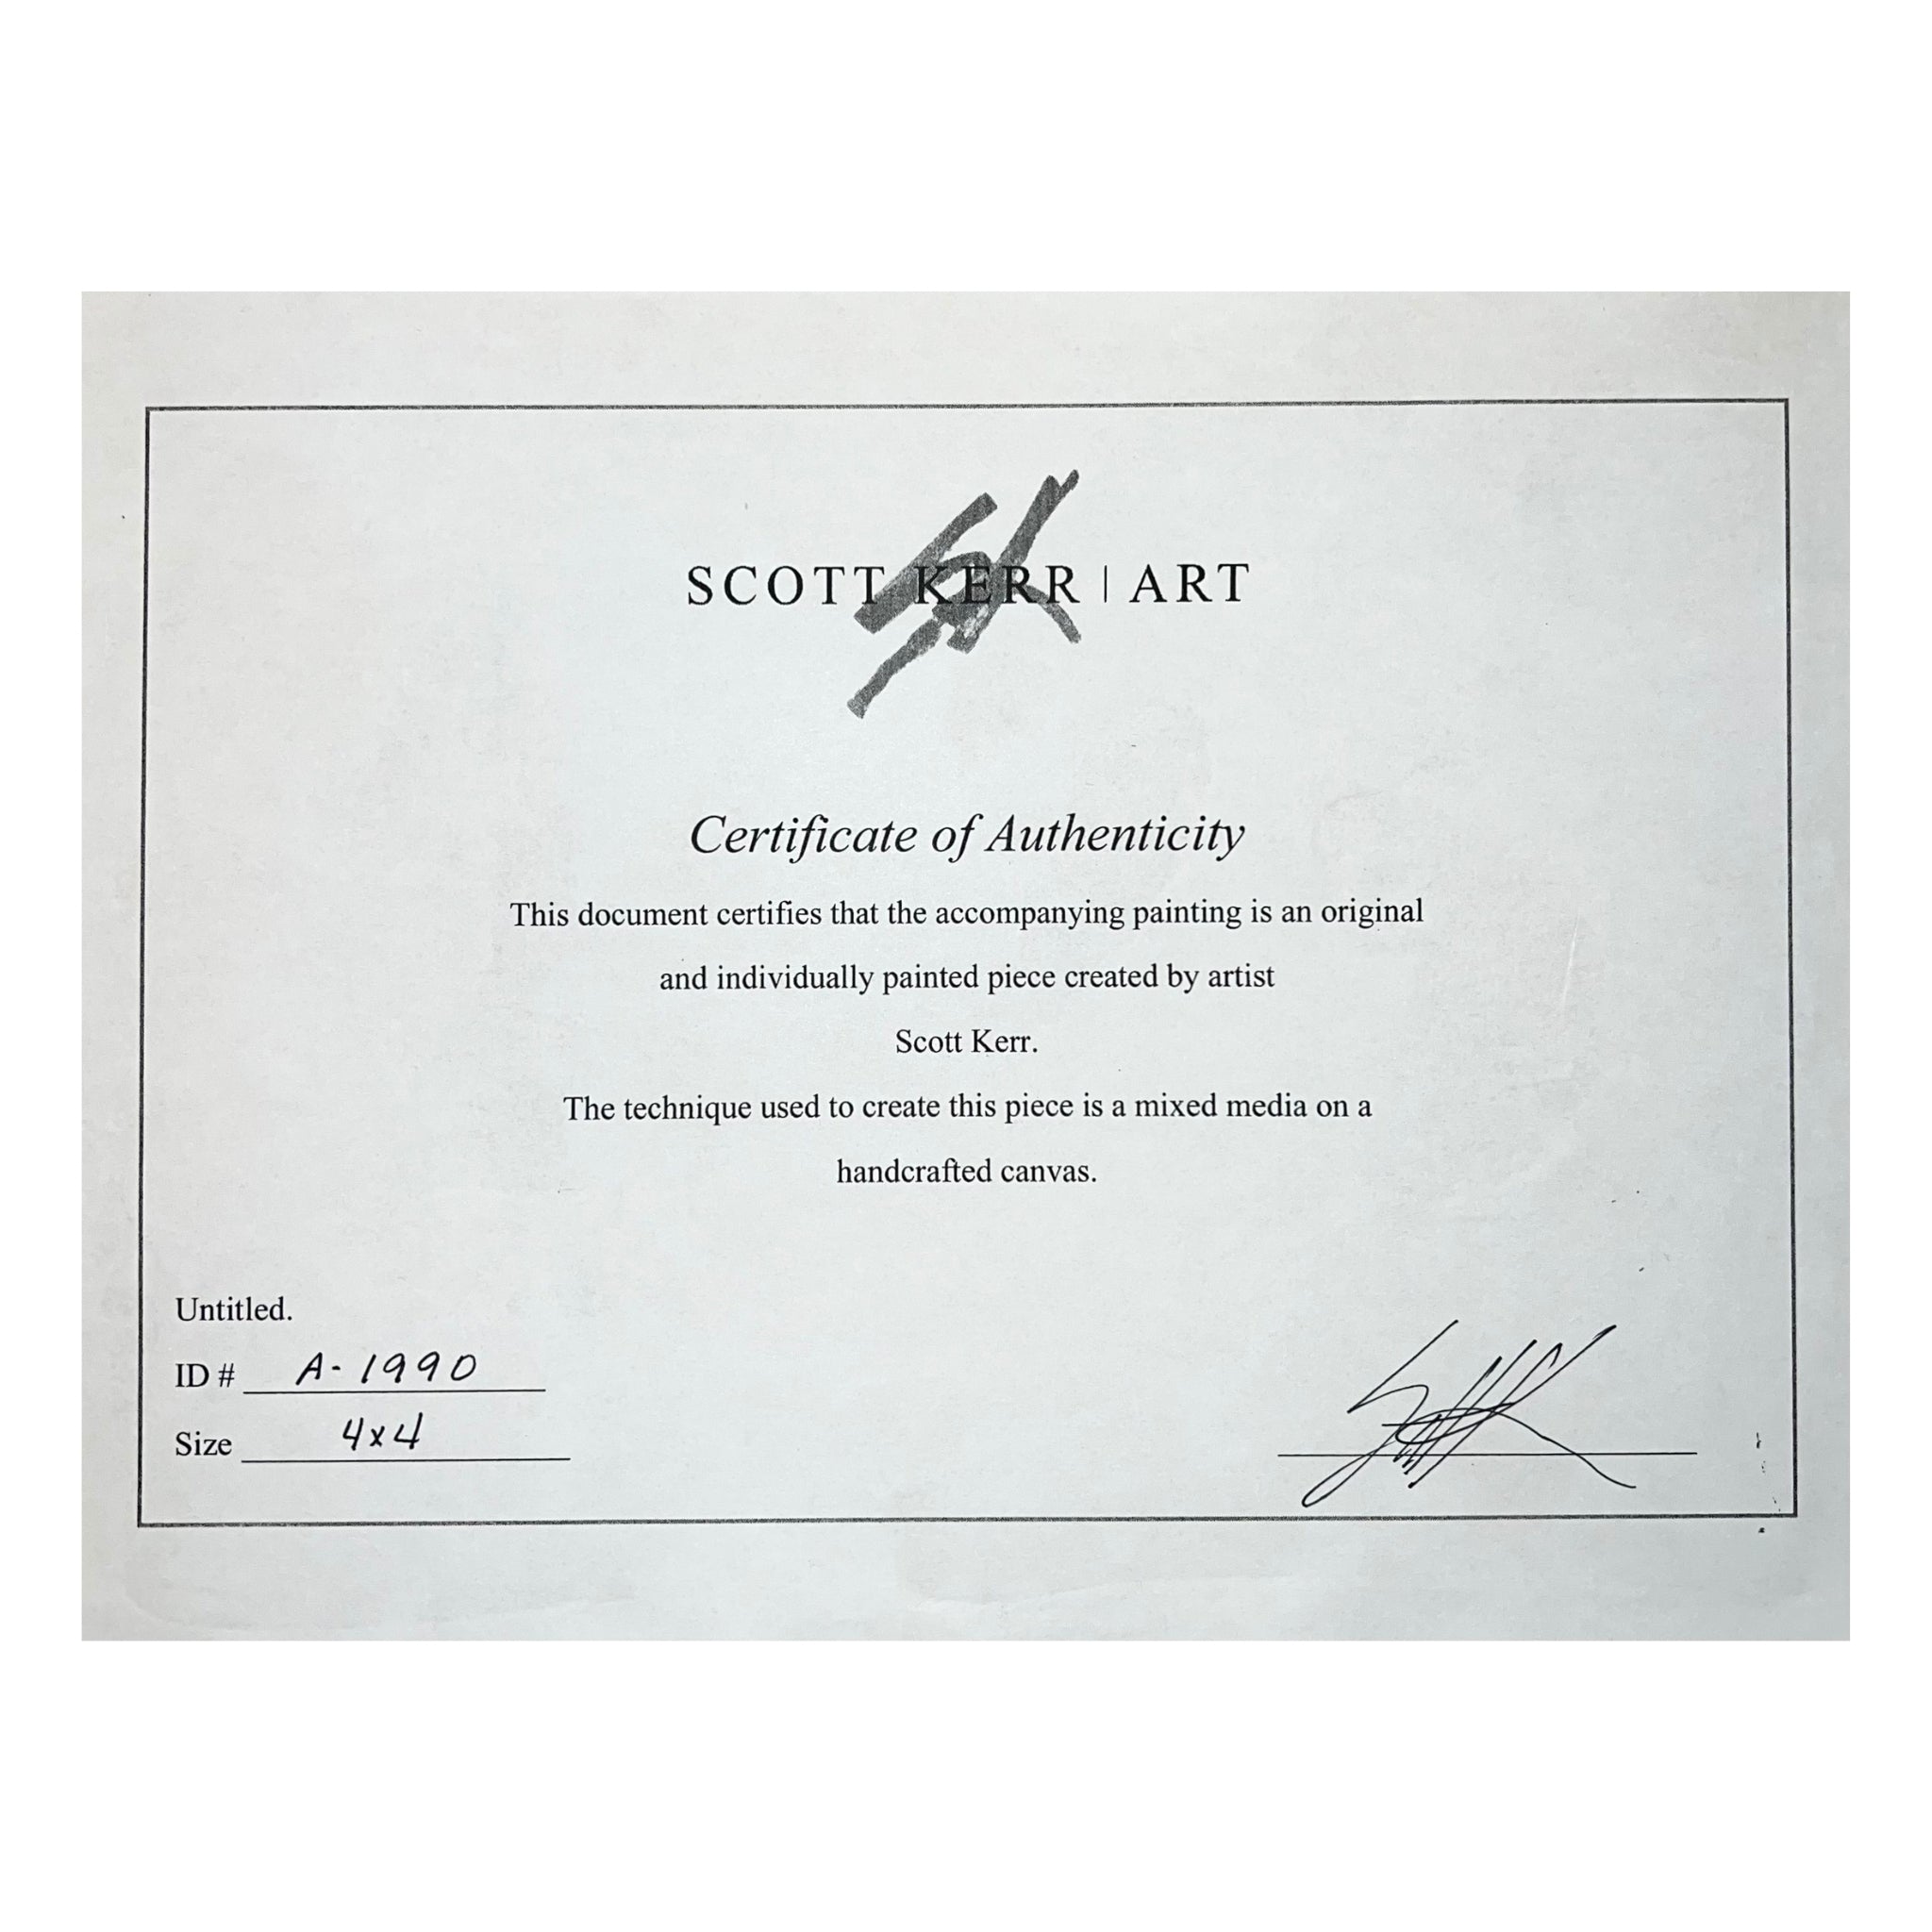 SCOTT KERR | ART
Certificate of Authenticity
This document certifies that the accompanying painting is an original
and individually painted piece created by artist
Scott Kerr.
The technique used to create this piece is a mixed media on a
handcrafted canvas.
Untitled.
ID # A-1990
Size 4x4